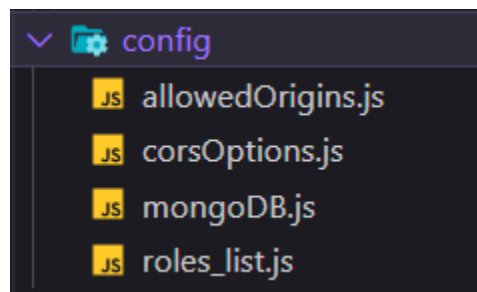 config
JS allowedOrigins.js
JS corsOptions.js
JS mongoDB.js
JS roles_list.js